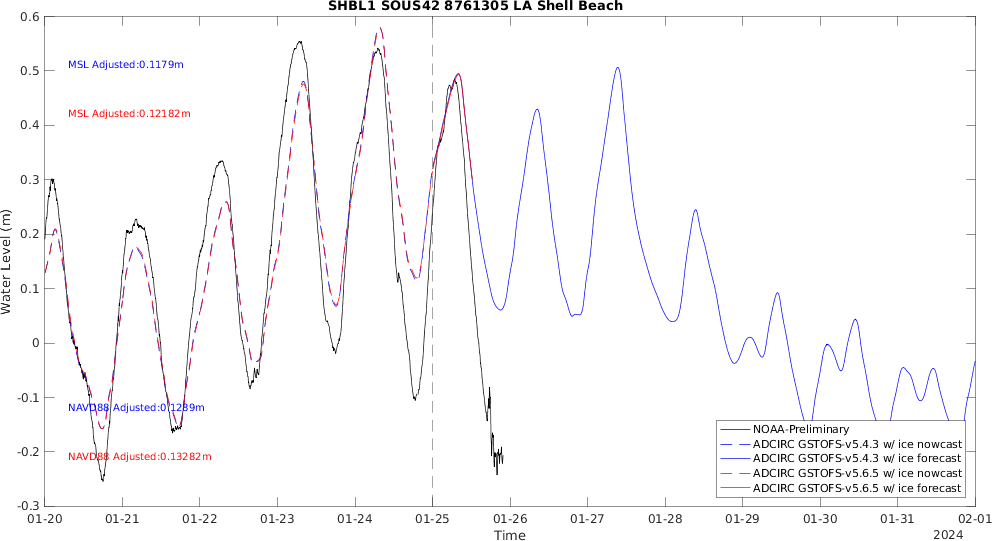 SHBL1 SOUS42 8761305 LA Shell Beach
0.6
0.5
0.4
0.3
0.2
0.1
0
-0.1
-0.2
-0.3
Water Level (m)
MSL Adjusted:0.1179m
MSL Adjusted:0.12182m
NAVD88 Adjusted:0.1289m
NAVD88 Adjusted:0.13282m
NOAA-Preliminary
ADCIRC GSTOFS-v5.4.3 w/ ice nowcast
ADCIRC GSTOFS-v5.4.3 w/ ice forecast
ADCIRC GSTOFS-v5.6.5 w/ ice nowcast
ADCIRC GSTOFS-v5.6.5 w/ ice forecast
01-20 01-21 01-22 01-23 01-24 01-25 01-26 01-27 01-28 01-29 01-30 01-31 02-01
Time
2024